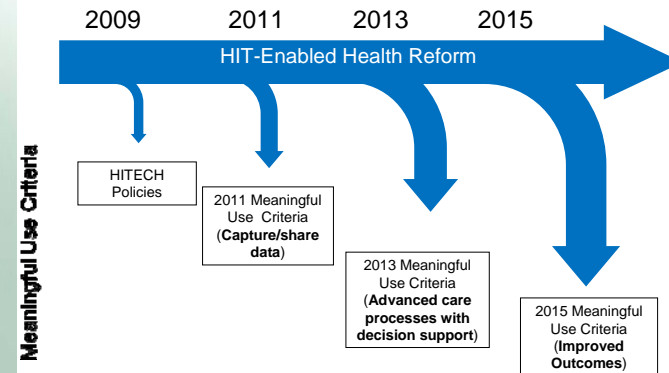 2009 2011 2013 2015
HIT-Enabled Health Reform
Meaningful Use Criteria
HITECH
Policies
2011 Meaningful
Use Criteria
(Capture/share
data)
2013 Meaningful
Use Criteria
(Advanced care
processes with
decision support)
2015 Meaningful
Use Criteria
(Improved
Outcomes)